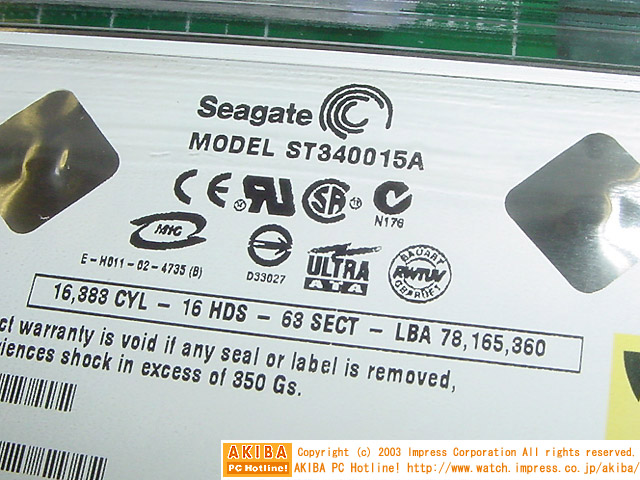 Seagate
MODEL ST340015A
N176
MIC
E-H011-02-4735 (B)
D33027
ULTRA
ATA
BAUART
RWTÜV
GEPRÜFT
16,383 CYL - 16 HDS - 63 SECT - LBA 78,165,360
ct warranty is void if any seal or label is removed,
iences shock in excess of 350 Gs.
AKIBA
PC Hotline!
Copyright (c) 2003 Impress Corporation All rights reserved.
AKIBA PC Hotline! http://www.watch.impress.co.jp/akiba/